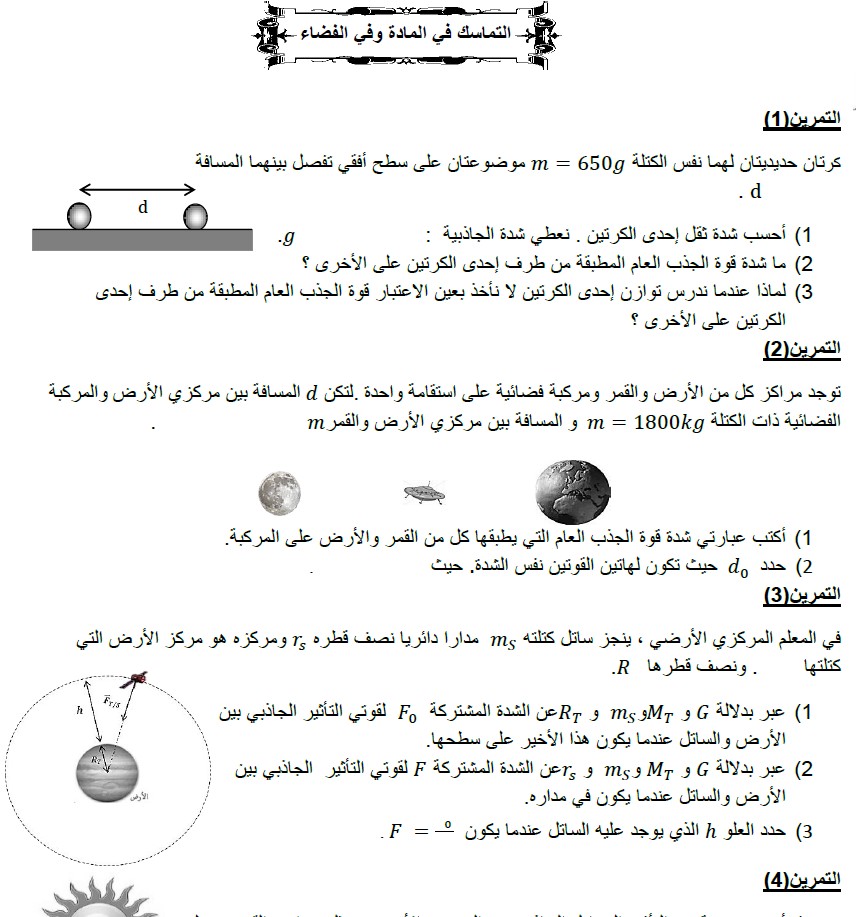 التماسك في المادة وفي الفضاء
التمرين(1)
كرتان حديديتان لهما نفس الكتلة m = 650g موضوعتان على سطح أفقي تفصل بينهما المسافة
d .
d
1) أحسب شدة ثقل إحدى الكرتين . نعطي شدة الجاذبية : g.
2) ما شدة قوة الجذب العام المطبقة من طرف إحدى الكرتين على الأخرى ؟
3) لماذا عندما ندرس توازن إحدى الكرتين لا نأخذ بعين الاعتبار قوة الجذب العام المطبقة من طرف إحدى
الكرتين على الأخرى ؟
التمرين(2)
توجد مراكز كل من الأرض والقمر ومركبة فضائية على استقامة واحدة .لتكن d المسافة بين مركزي الأرض والمركبة
الفضائية ذات الكتلة m = 1800kg و المسافة بين مركزي الأرض والقمر m .
1) أكتب عبارتي شدة قوة الجذب العام التي يطبقها كل من القمر والأرض على المركبة.
2) حدد d₀ حيث تكون لهاتين القوتين نفس الشدة. حيث .
التمرين(3)
في المعلم المركزي الأرضي ، ينجز ساتل كتلته m_S مدارا دائريا نصف قطره r_s ومركزه هو مركز الأرض التي
كتلتها . ونصف قطرها R.
h
F_T/S
R_T
الأرض
1) عبر بدلالة G و M_T و m_S و R_T عن الشدة المشتركة F₀ لقوتي التأثير الجاذبي بين
الأرض والساتل عندما يكون هذا الأخير على سطحها.
2) عبر بدلالة G و M_T و m_S و r_s عن الشدة المشتركة F لقوتي التأثير الجاذبي بين
الأرض والساتل عندما يكون في مداره.
3) حدد العلو h الذي يوجد عليه الساتل عندما يكون F = ⁰ .
التمرين(4)